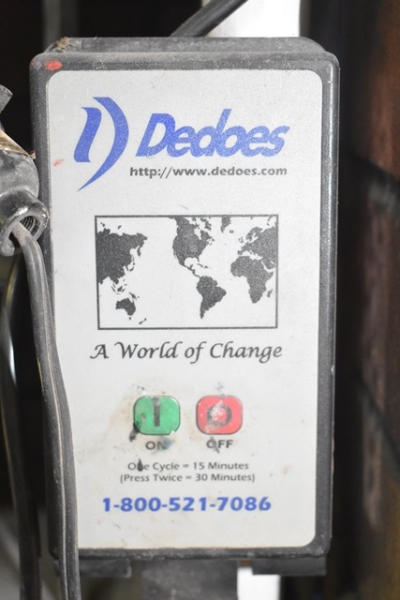 Dedoes
http://www.dedoes.com
A World of Change
ON OFF
One Cycle = 15 Minutes
(Press Twice = 30 Minutes)
1-800-521-7086